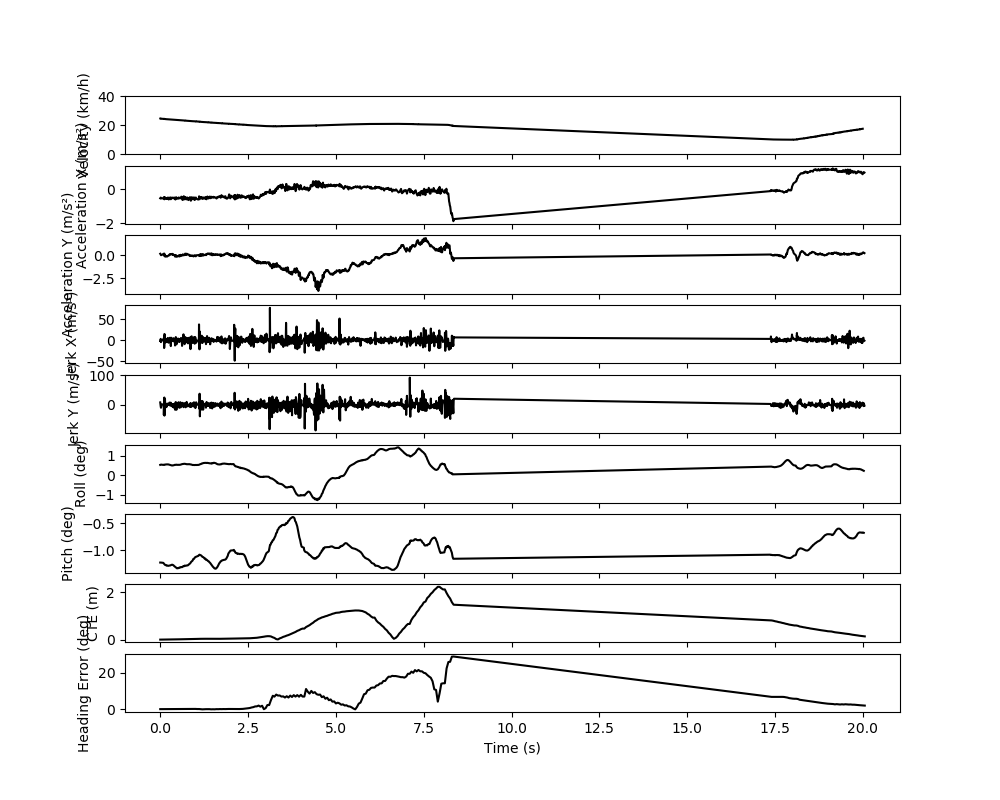 Velocity (km/h)
40
20
0
Acceleration X (m/s²)
0
−2
Acceleration Y (m/s²)
0.0
−2.5
Jerk X (m/s³)
50
0
−50
Jerk Y (m/s³)
100
0
Roll (deg)
1
0
−1
Pitch (deg)
−0.5
−1.0
CTE (m)
2
0
Heading Error (deg)
20
0
0.0 2.5 5.0 7.5 10.0 12.5 15.0 17.5 20.0
Time (s)